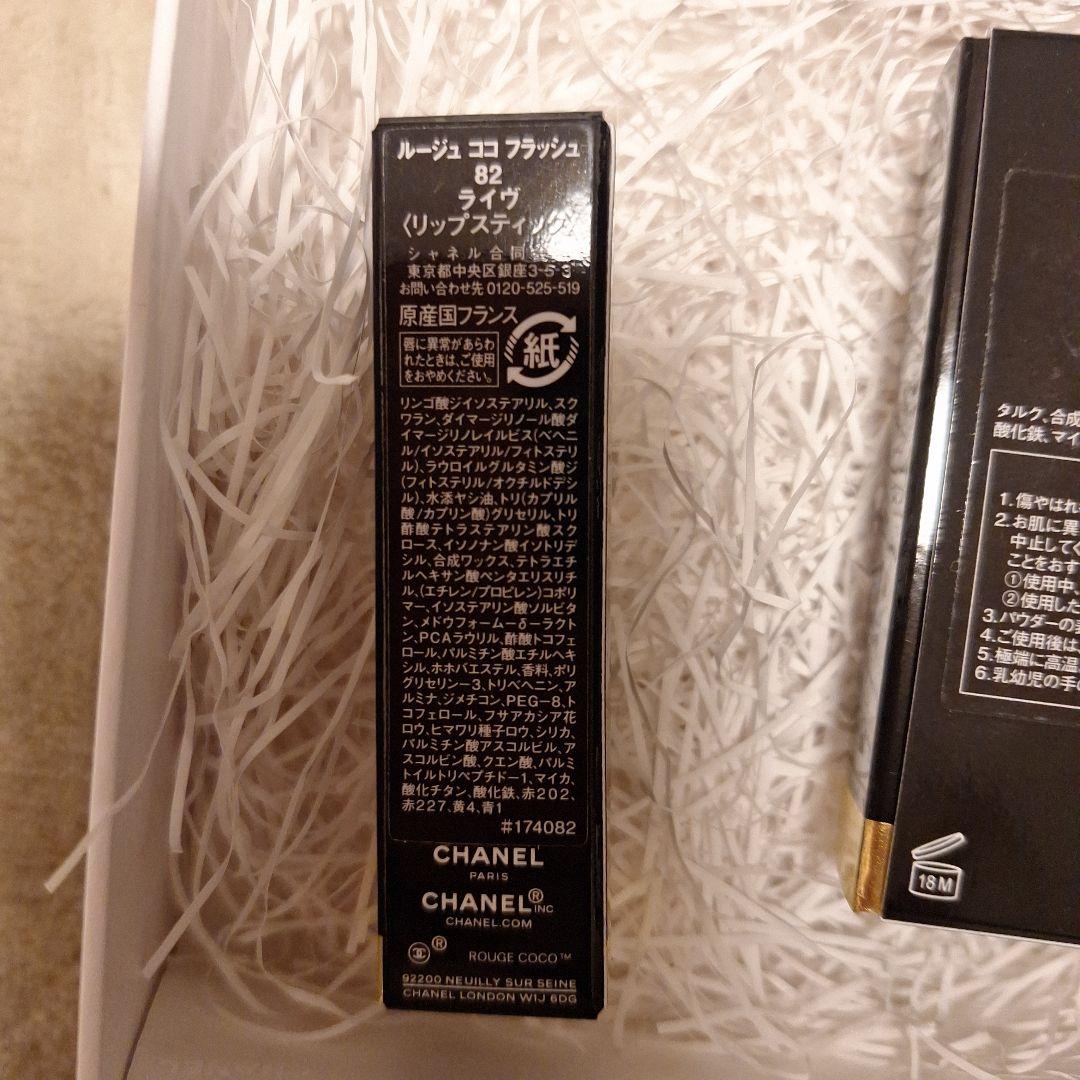 ルージュ ココ フラッシュ
82
ライヴ
〈リップスティック〉
シャネル合同
東京都中央区銀座3-5-3
お問い合わせ先 0120-525-519
原産国フランス
紙
唇に異常があらわ
れたときは、ご使用
をおやめください。
リンゴ酸ジイソステアリル、スク
ワラン、ダイマージリノール酸ダ
イマージリノレイルビス(ベヘニ
ル/イソステアリル/フィトステリ
ル)、ラウロイルグルタミン酸ジ
(フィトステリル/オクチルドデシ
ル)、水添ヤシ油、トリ(カプリル
酸/カプリン酸)グリセリル、トリ
酢酸テトラステアリン酸スク
ロース、イソノナン酸イソトリデ
シル、合成ワックス、テトラエチ
ルヘキサン酸ペンタエリスリチ
ル、(エチレン/プロピレン)コポリ
マー、イソステアリン酸ソルビタ
ン、メドウフォーム－δ－ラクト
ン、PCAラウリル、酢酸トコフェ
ロール、パルミチン酸エチルヘキ
シル、ホホバエステル、香料、ポリ
グリセリン－3、トリベヘニン、ア
ルミナ、ジメチコン、PEG－8、ト
コフェロール、フサアカシア花
ロウ、ヒマワリ種子ロウ、シリカ、
パルミチン酸アスコルビル、ア
スコルビン酸、クエン酸、パルミ
トイルトリペプチド－1、マイカ、
酸化チタン、酸化鉄、赤202、
赤227、黄4、青1
#174082
CHANEL
PARIS
CHANEL® INC
CHANEL.COM
® ROUGE COCO™
92200 NEUILLY SUR SEINE
CHANEL LONDON W1J 6DG
タルク、合成
酸化鉄、マイ
1.傷やはれ
2.お肌に異
中止して
ことをおす
①使用中、
②使用した
3.パウダーの
4.ご使用後は
5.極端に高温
6.乳幼児の手の
18M